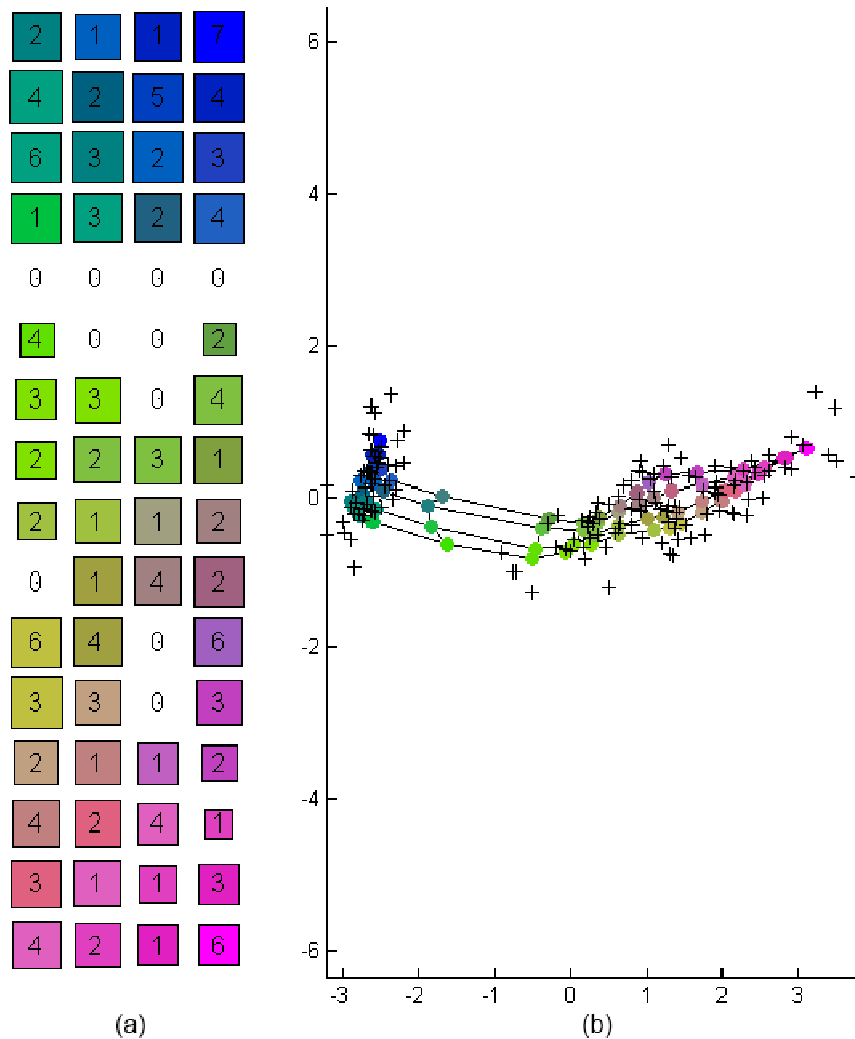 2 1 1 7
4 2 5 4
6 3 2 3
1 3 2 4
0 0 0 0
4 0 0 2
3 3 0 4
2 2 3 1
2 1 1 2
0 1 4 2
6 4 0 6
3 3 0 3
2 1 1 2
4 2 4 1
3 1 1 3
4 2 1 6
(a)
6
4
2
0
-2
-4
-6
-3 -2 -1 0 1 2 3
(b)